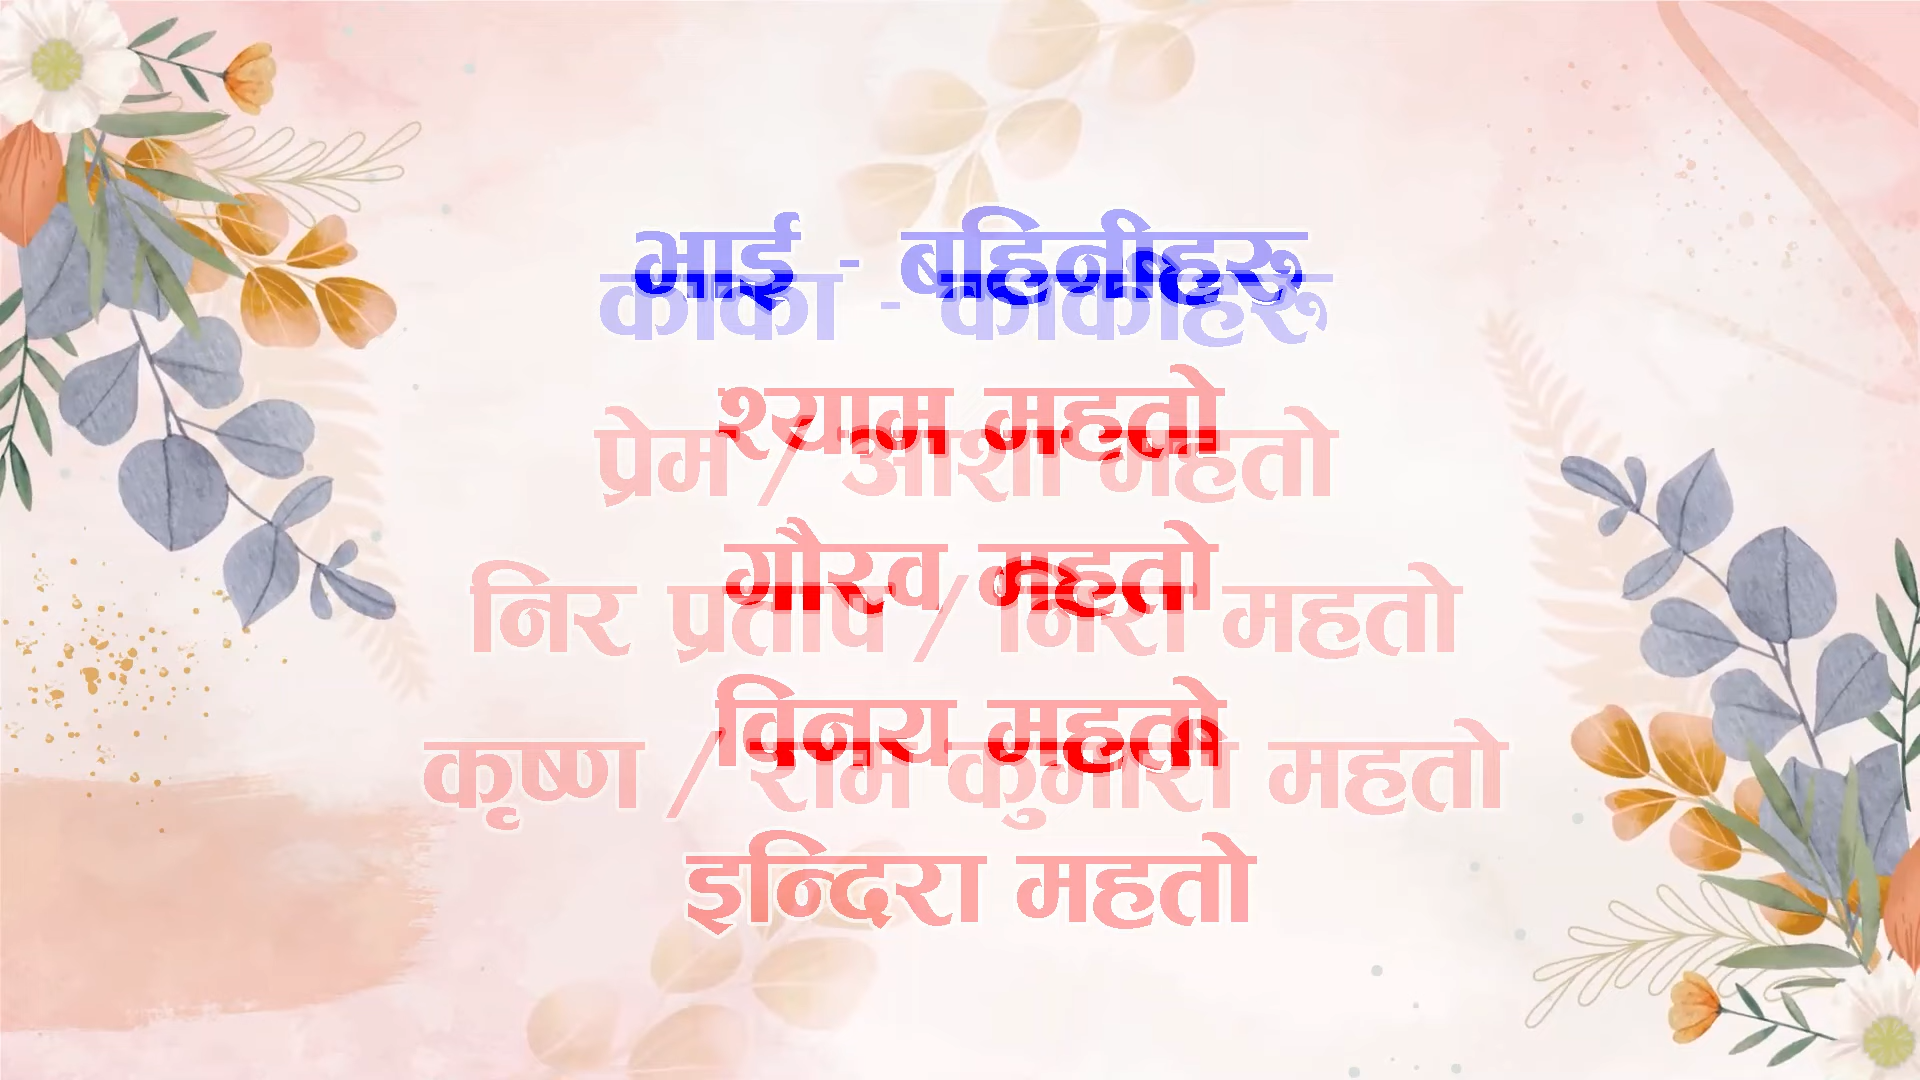 भाई - बहिनीहरू
काका - काकीहरू
श्याम महतो
प्रेम / आशा महतो
गौरव महतो
निर प्रताप / निरा महतो
विनय महतो
कृष्ण / राम कुमारी महतो
इन्दिरा महतो